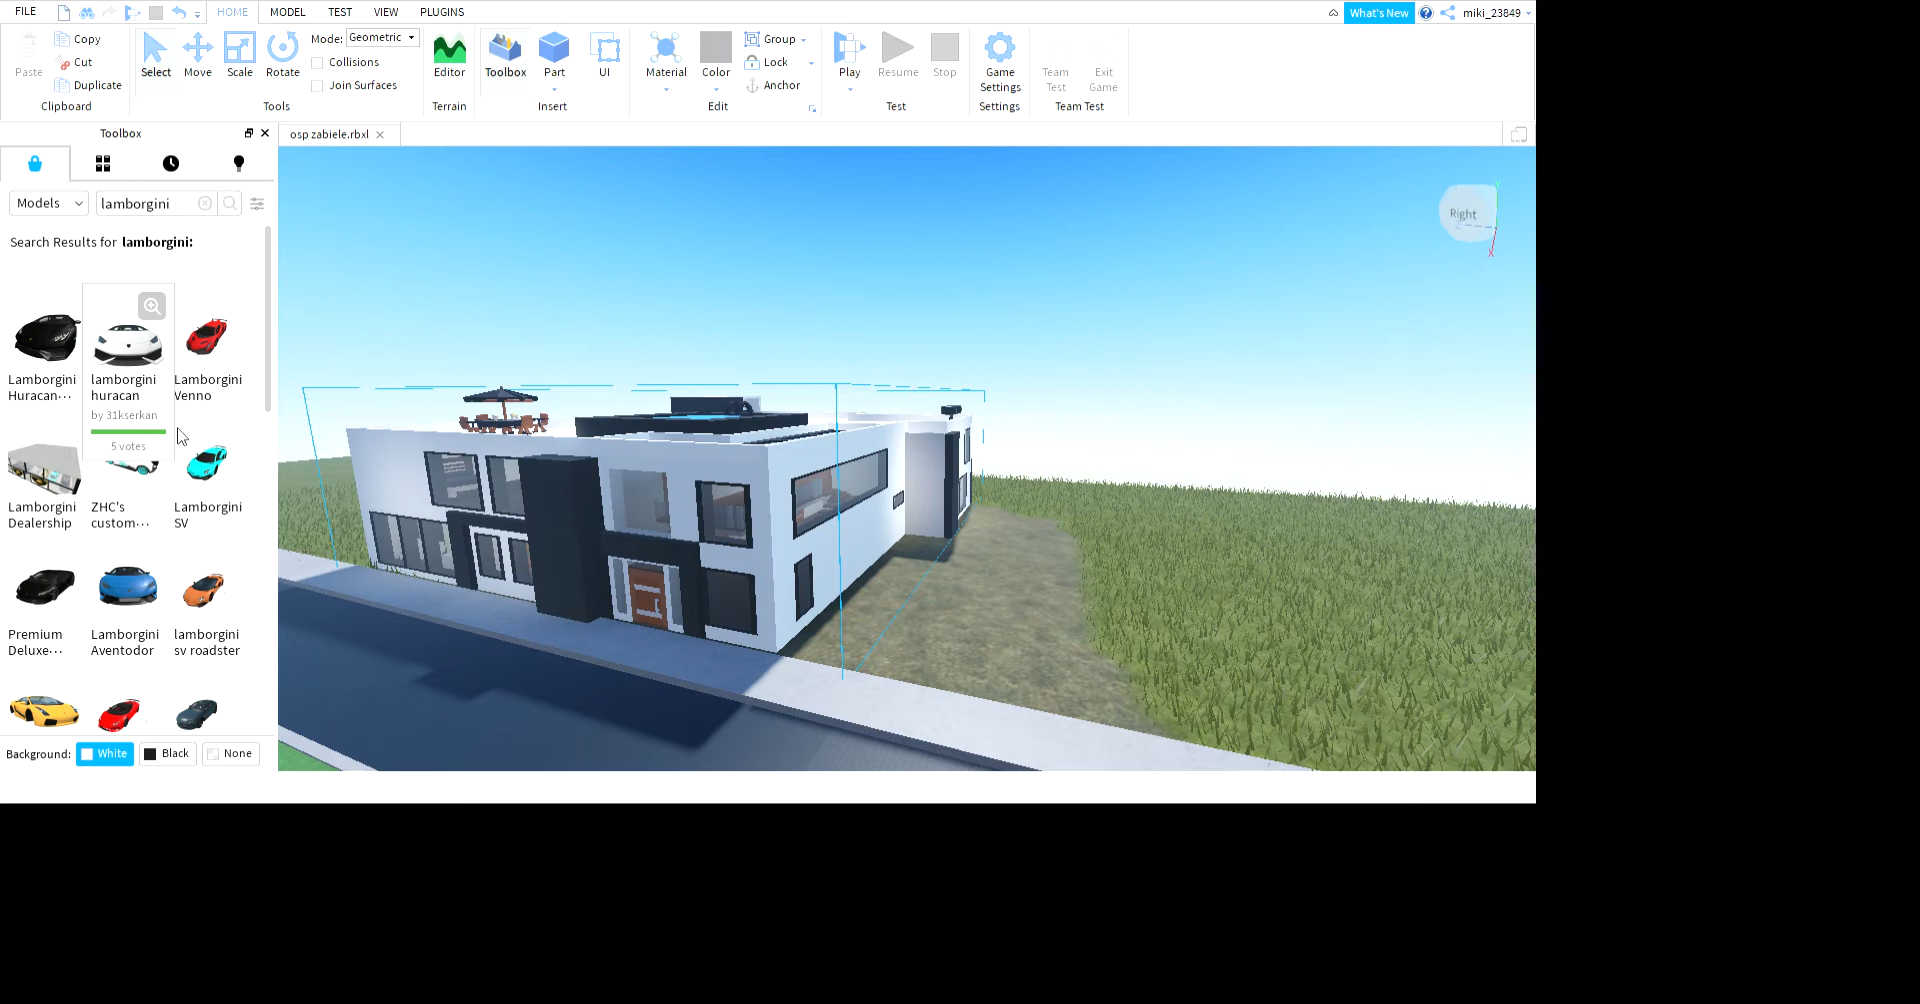 FILE HOME MODEL TEST VIEW PLUGINS What's New miki_23849
Paste Copy Cut Duplicate
Clipboard
Select Move Scale Rotate Mode: Geometric
Collisions
Join Surfaces
Tools
Editor
Terrain
Toolbox Part UI
Insert
Material Color Group Lock Anchor
Edit
Play Resume Stop
Test
Game Settings
Settings
Team Test Exit Game
Team Test
Toolbox
osp zabiele.rbxl
Models lamborgini
Search Results for lamborgini:
Lamborgini Huracan...
lamborgini huracan
by 31kserkan
5 votes
Lamborgini Venno
Lamborgini Dealership
ZHC's custom...
Lamborgini SV
Premium Deluxe...
Lamborgini Aventodor
lamborgini sv roadster
Background: White Black None
Right
X